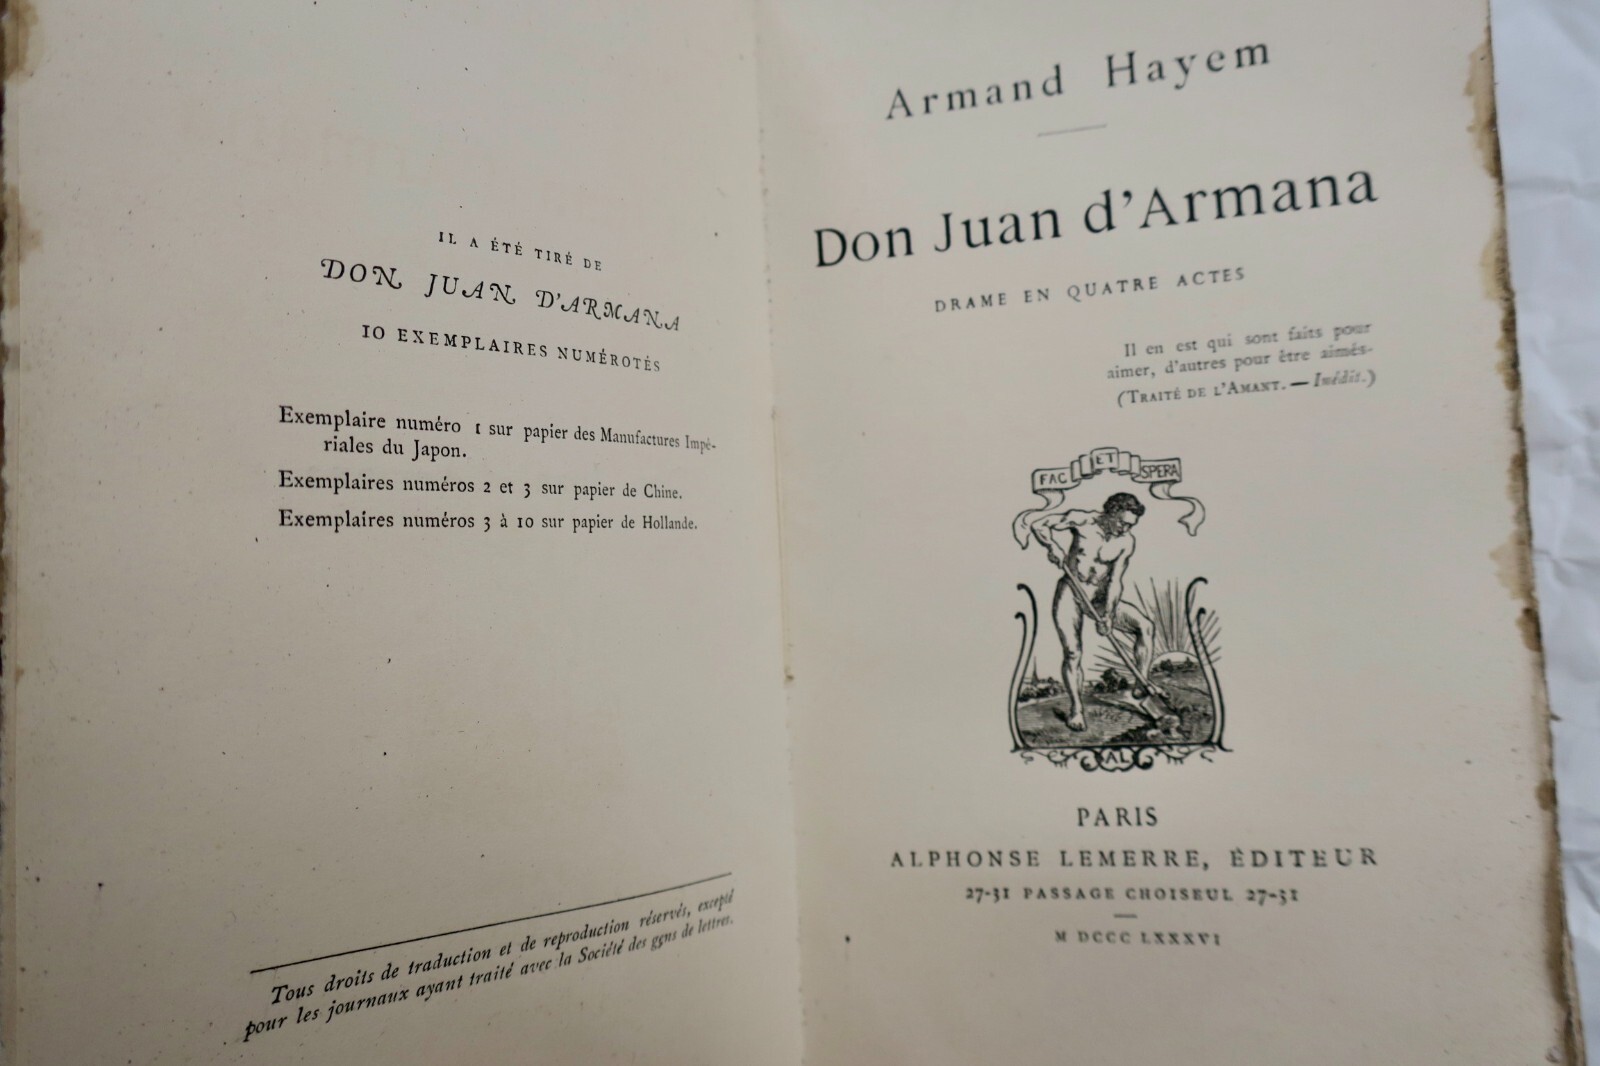 IL A ÉTÉ TIRÉ DE
DON JUAN D'ARMANA
10 EXEMPLAIRES NUMÉROTÉS
Exemplaire numéro 1 sur papier des Manufactures Impé-
riales du Japon.
Exemplaires numéros 2 et 3 sur papier de Chine.
Exemplaires numéros 3 à 10 sur papier de Hollande.
Tous droits de traduction et de reproduction réservés, excepté
pour les journaux ayant traité avec la Société des gens de lettres.
Armand Hayem
Don Juan d'Armana
DRAME EN QUATRE ACTES
Il en est qui sont faits pour
aimer, d'autres pour être aimés.
(TRAITÉ DE L'AMANT. — Inédit.)
FAC ET SPERA
AL
PARIS
ALPHONSE LEMERRE, ÉDITEUR
27-31 PASSAGE CHOISEUL 27-31
M DCCC LXXXVI